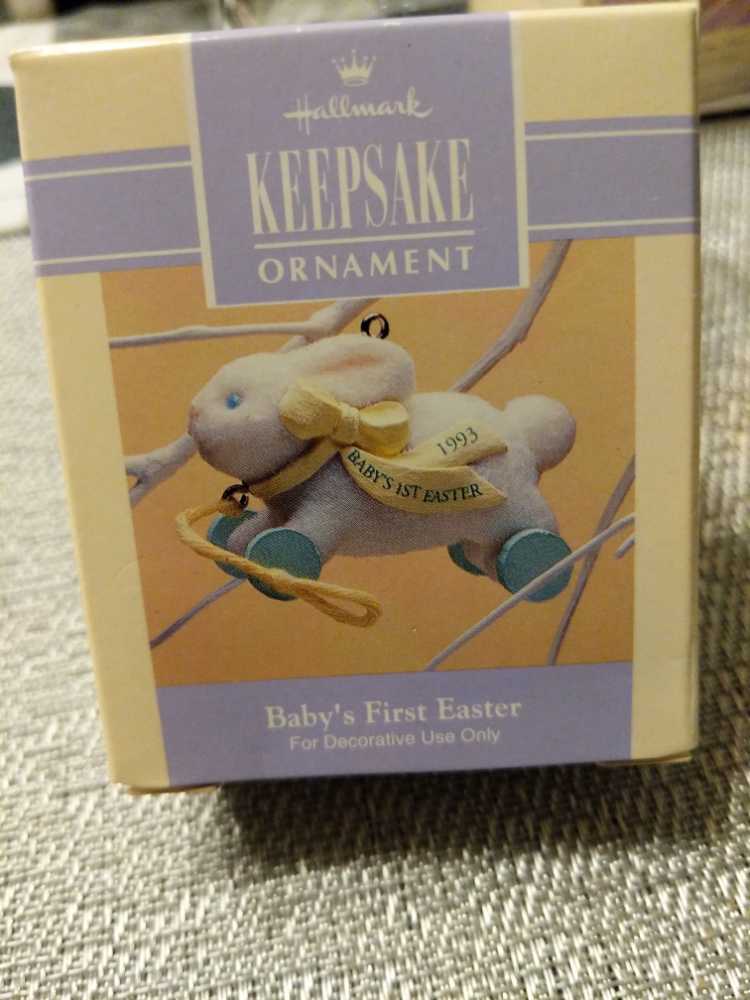 Hallmark
KEEPSAKE
ORNAMENT
1993
BABY'S 1ST EASTER
Baby's First Easter
For Decorative Use Only